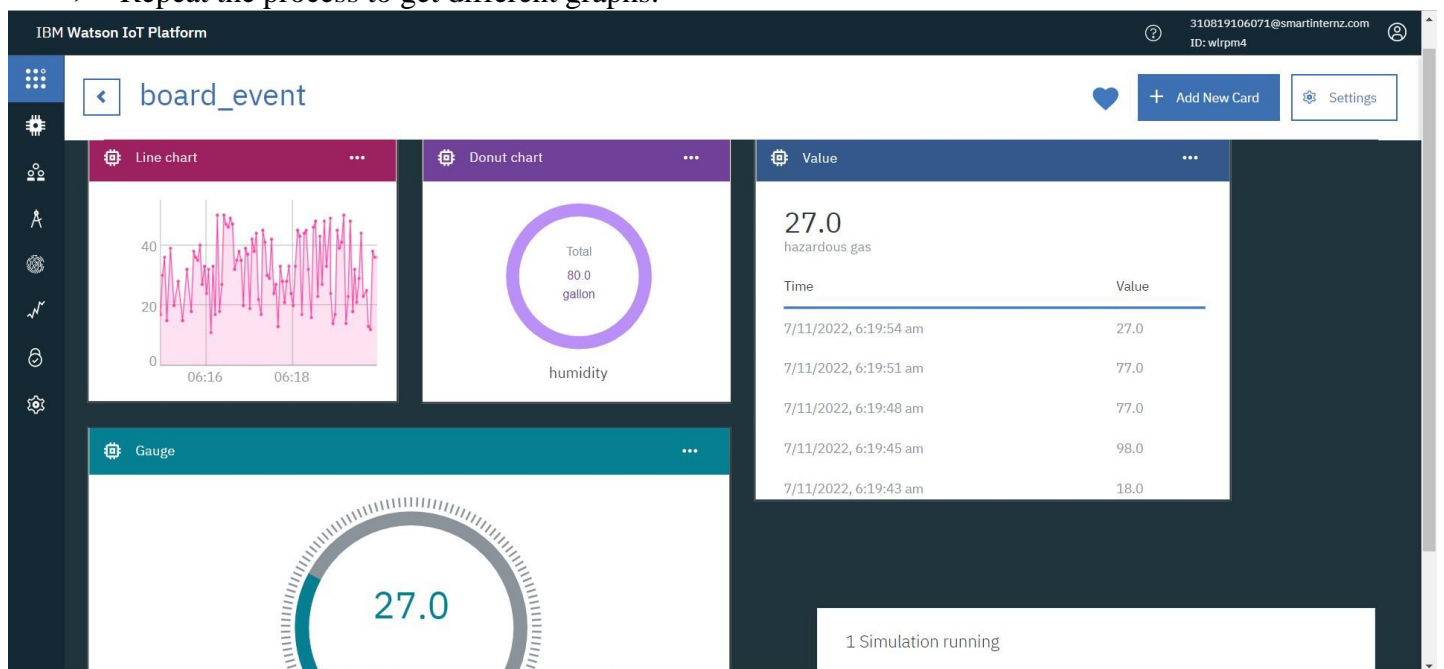 Repeat the process to get different graphs.
IBM Watson IoT Platform
310819106071@smartinternz.com
ID: wlrpm4
board_event
+ Add New Card
Settings
Line chart
40
20
0
06:16 06:18
Donut chart
Total
80.0
gallon
humidity
Value
27.0
hazardous gas
Time Value
7/11/2022, 6:19:54 am 27.0
7/11/2022, 6:19:51 am 77.0
7/11/2022, 6:19:48 am 77.0
7/11/2022, 6:19:45 am 98.0
7/11/2022, 6:19:43 am 18.0
Gauge
27.0
1 Simulation running